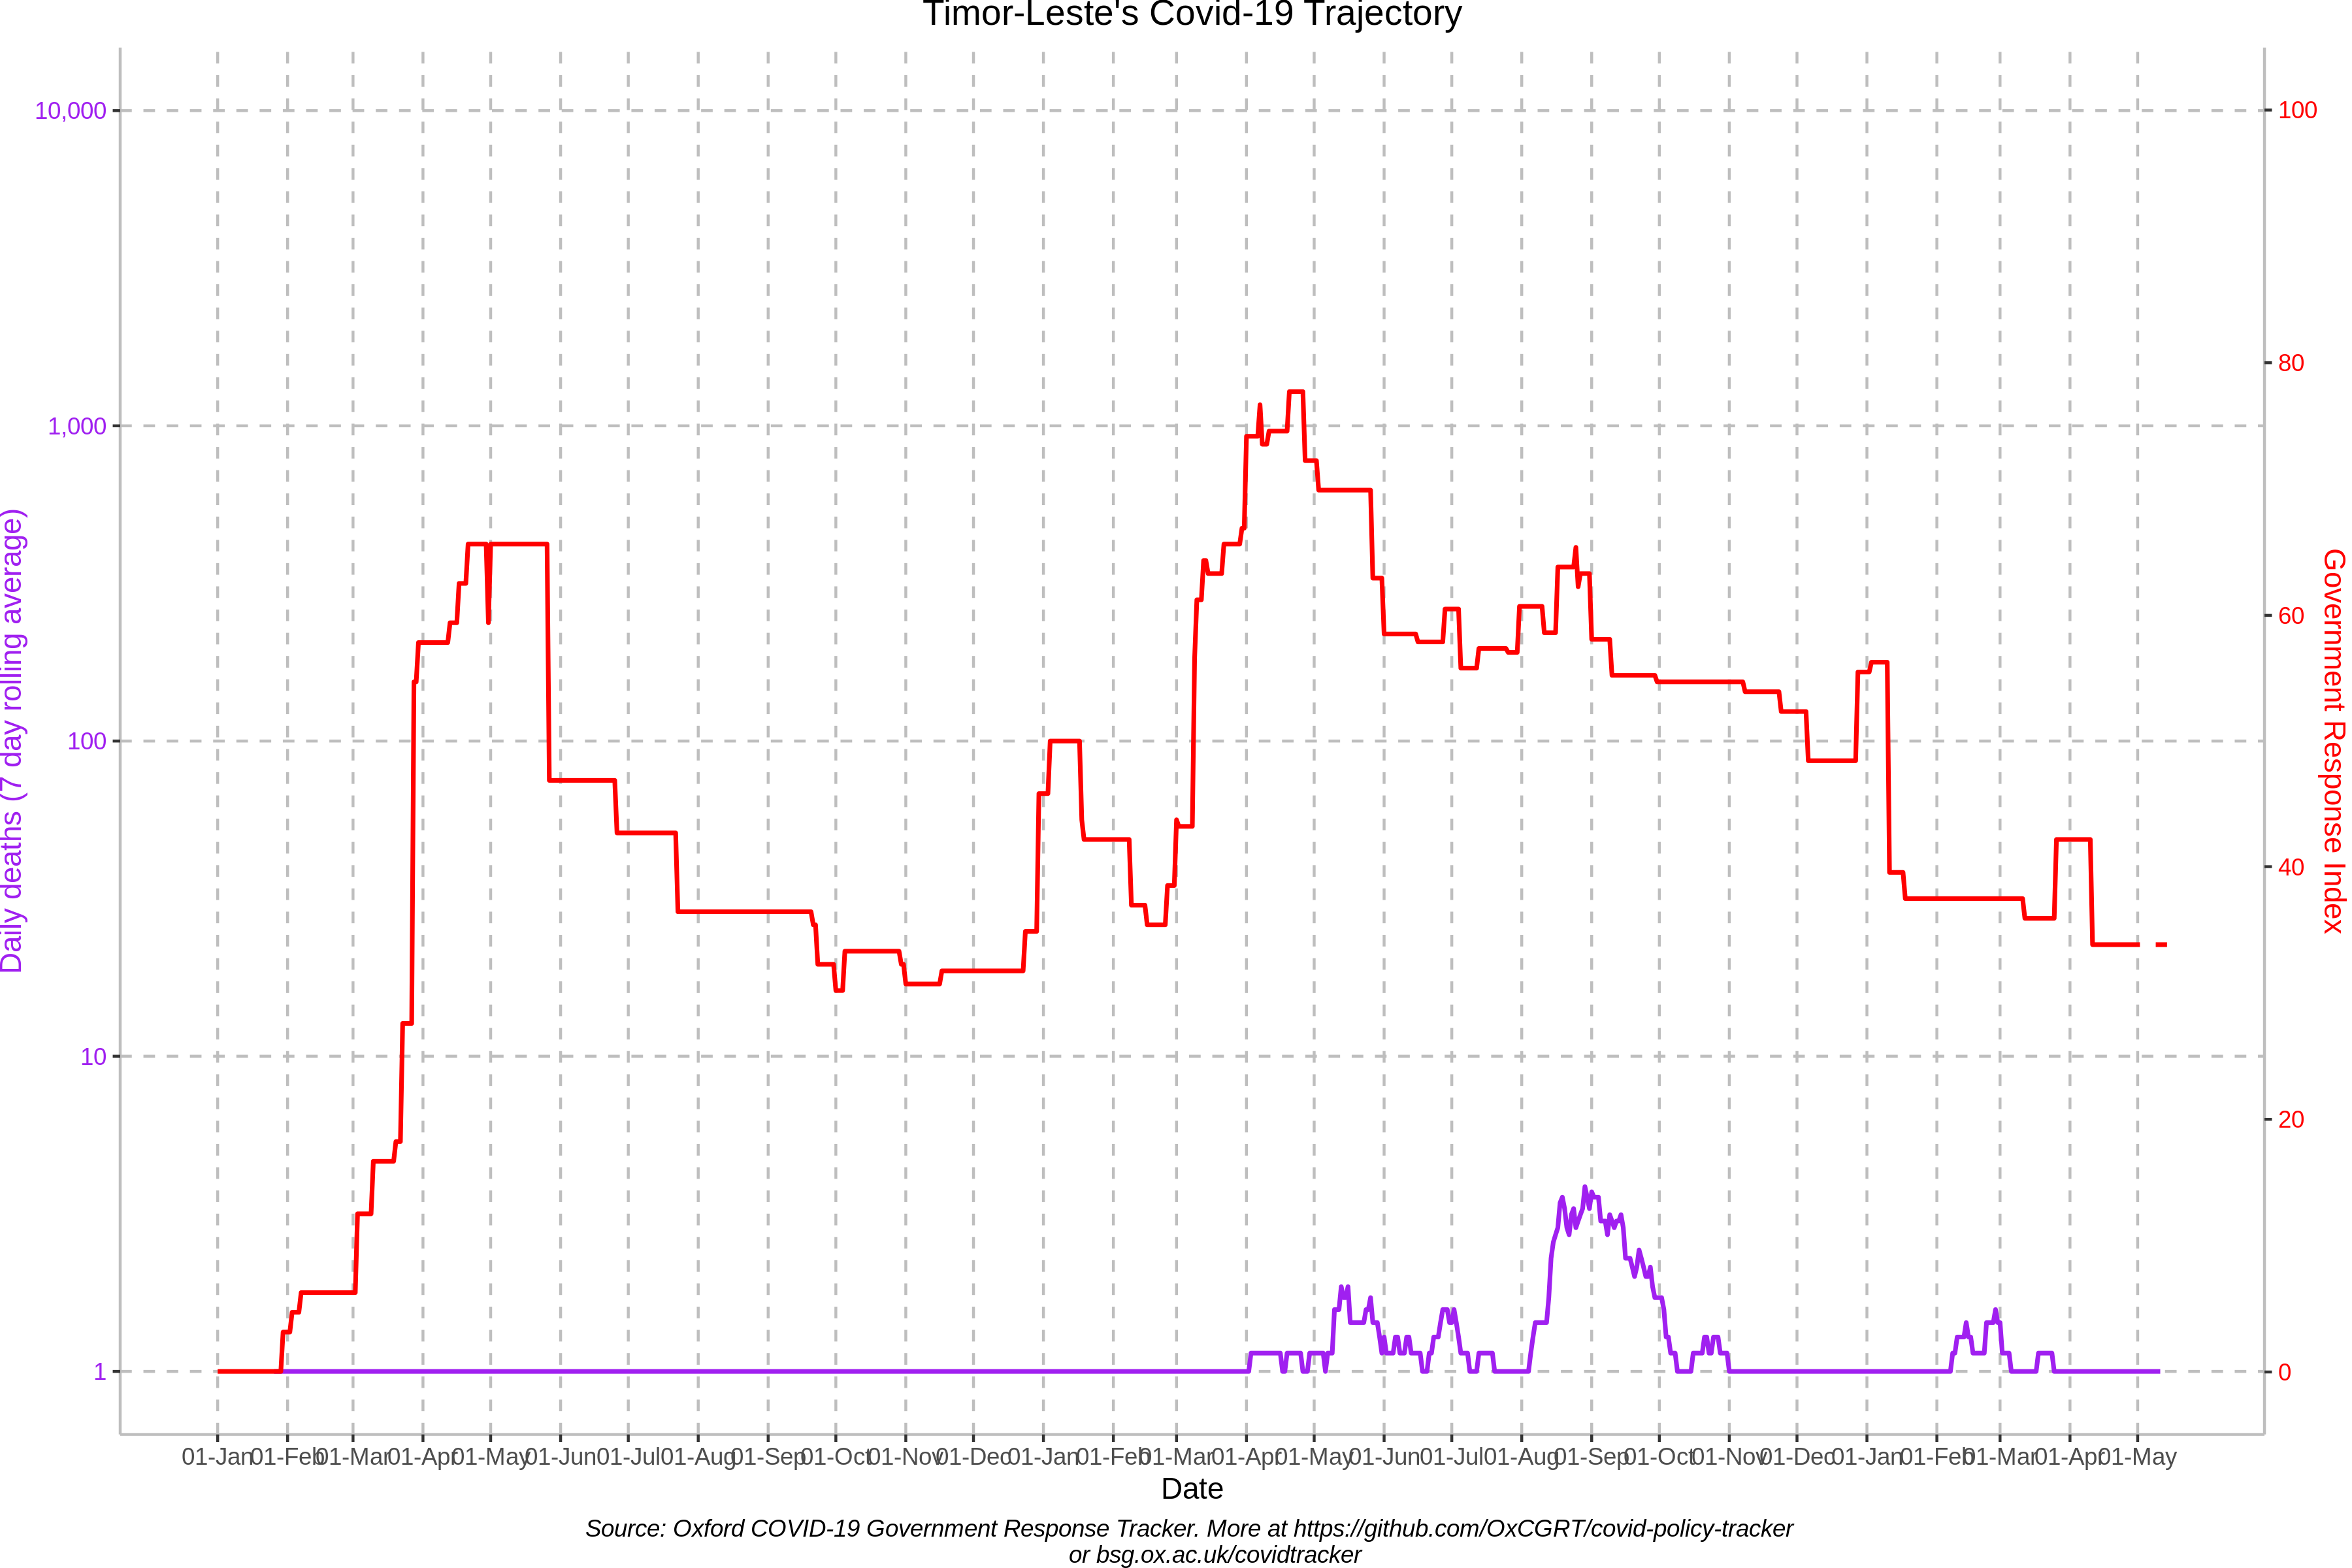 Timor-Leste's Covid-19 Trajectory
Daily deaths (7 day rolling average)
10,000
1,000
100
10
1
Government Response Index
100
80
60
40
20
0
01-Jan 01-Feb 01-Mar 01-Apr 01-May 01-Jun 01-Jul 01-Aug 01-Sep 01-Oct 01-Nov 01-Dec 01-Jan 01-Feb 01-Mar 01-Apr 01-May 01-Jun 01-Jul 01-Aug 01-Sep 01-Oct 01-Nov 01-Dec 01-Jan 01-Feb 01-Mar 01-Apr 01-May
Date
Source: Oxford COVID-19 Government Response Tracker. More at https://github.com/OxCGRT/covid-policy-tracker
or bsg.ox.ac.uk/covidtracker